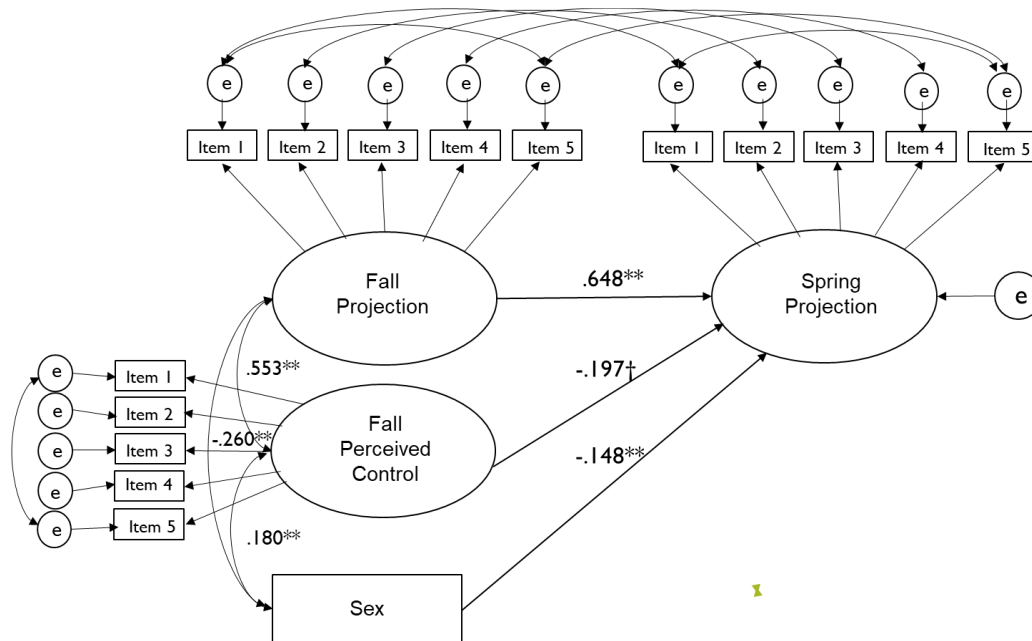 e e e e e e e e e e
Item 1 Item 2 Item 3 Item 4 Item 5 Item 1 Item 2 Item 3 Item 4 Item 5
Fall
Projection
.648**
Spring
Projection
e
.553**
-.197†
e Item 1
e Item 2
e Item 3
e Item 4
e Item 5
-.260**
Fall
Perceived
Control
-.148**
.180**
Sex